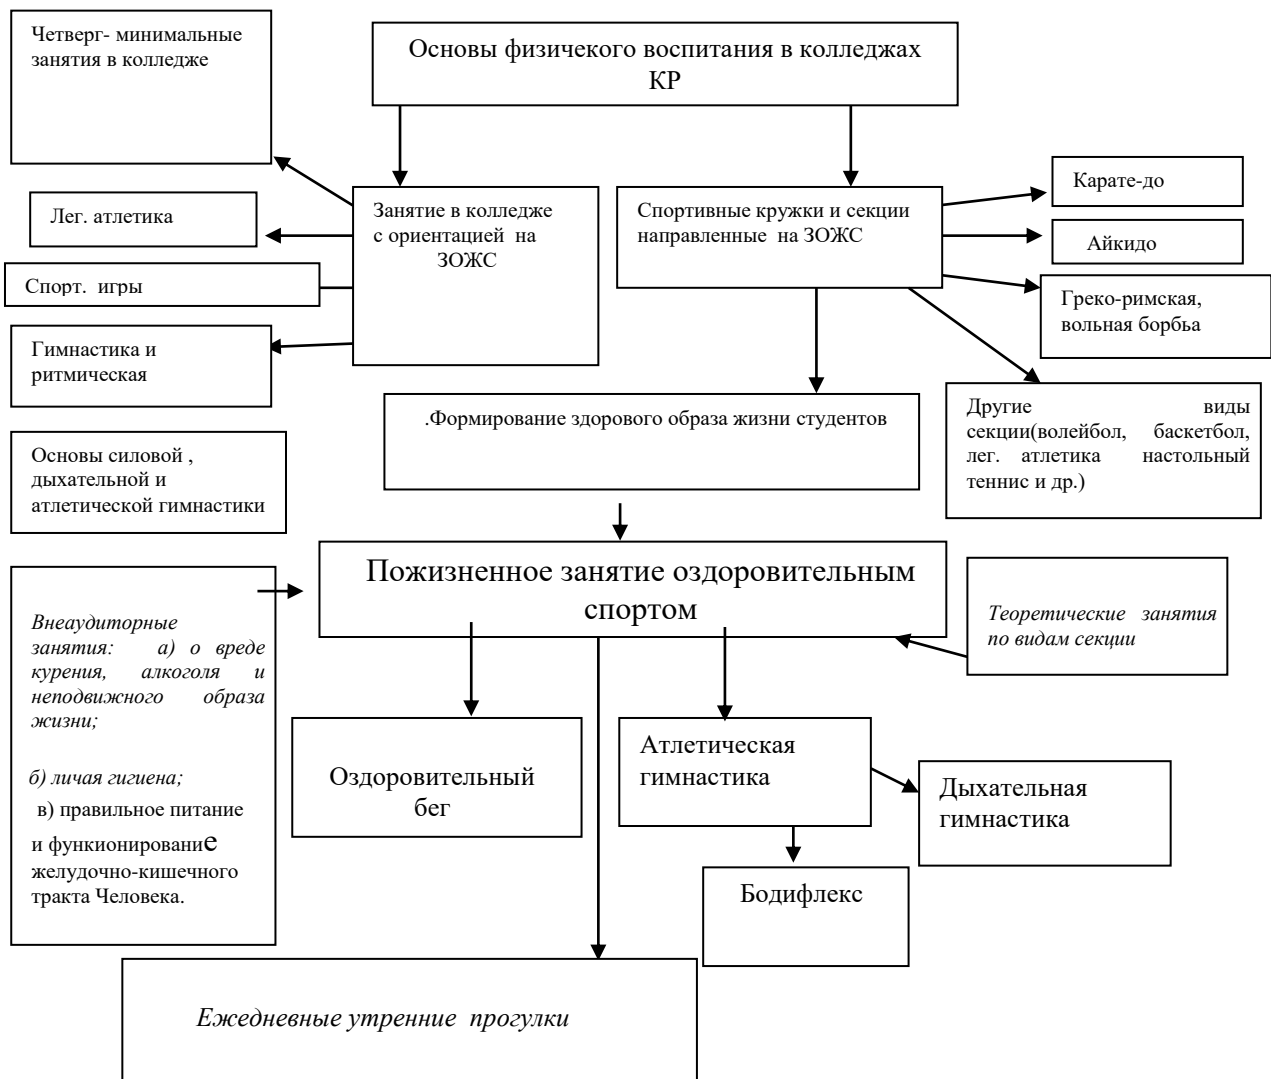 Четверг- минимальные
занятия в колледже
Основы физичекого воспитания в колледжах
КР
Лег. атлетика
Занятие в колледже
с ориентацией на
ЗОЖС
Спортивные кружки и секции
направленные на ЗОЖС
Карате-до
Айкидо
Спорт. игры
Греко-римская,
вольная борбьа
Гимнастика и
ритмическая
.Формирование здорового образа жизни студентов
Другие виды
секции(волейбол, баскетбол,
лег. атлетика настольный
теннис и др.)
Основы силовой ,
дыхательной и
атлетической гимнастики
Пожизненное занятие оздоровительным
спортом
Внеаудиторные
занятия: а) о вреде
курения, алкоголя и
неподвижного образа
жизни;
б) личая гигиена;
в) правильное питание
и функионирование
желудочно-кишечного
тракта Человека.
Теоретические занятия
по видам секции
Оздоровительный
бег
Атлетическая
гимнастика
Дыхательная
гимнастика
Бодифлекс
Ежедневные утренние прогулки